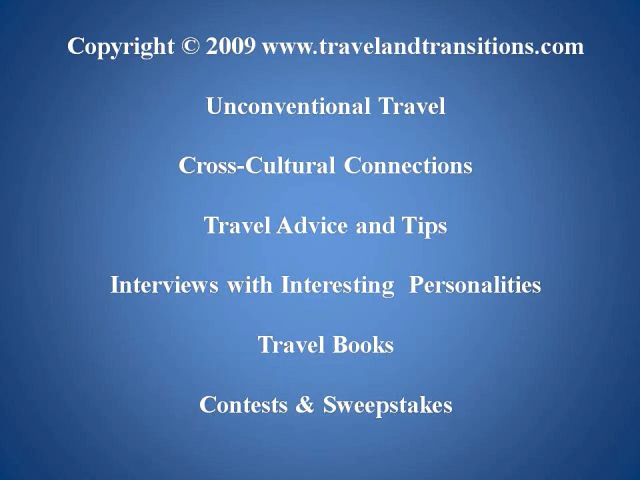 Copyright © 2009 www.travelandtransitions.com
Unconventional Travel
Cross-Cultural Connections
Travel Advice and Tips
Interviews with Interesting  Personalities
Travel Books
Contests & Sweepstakes